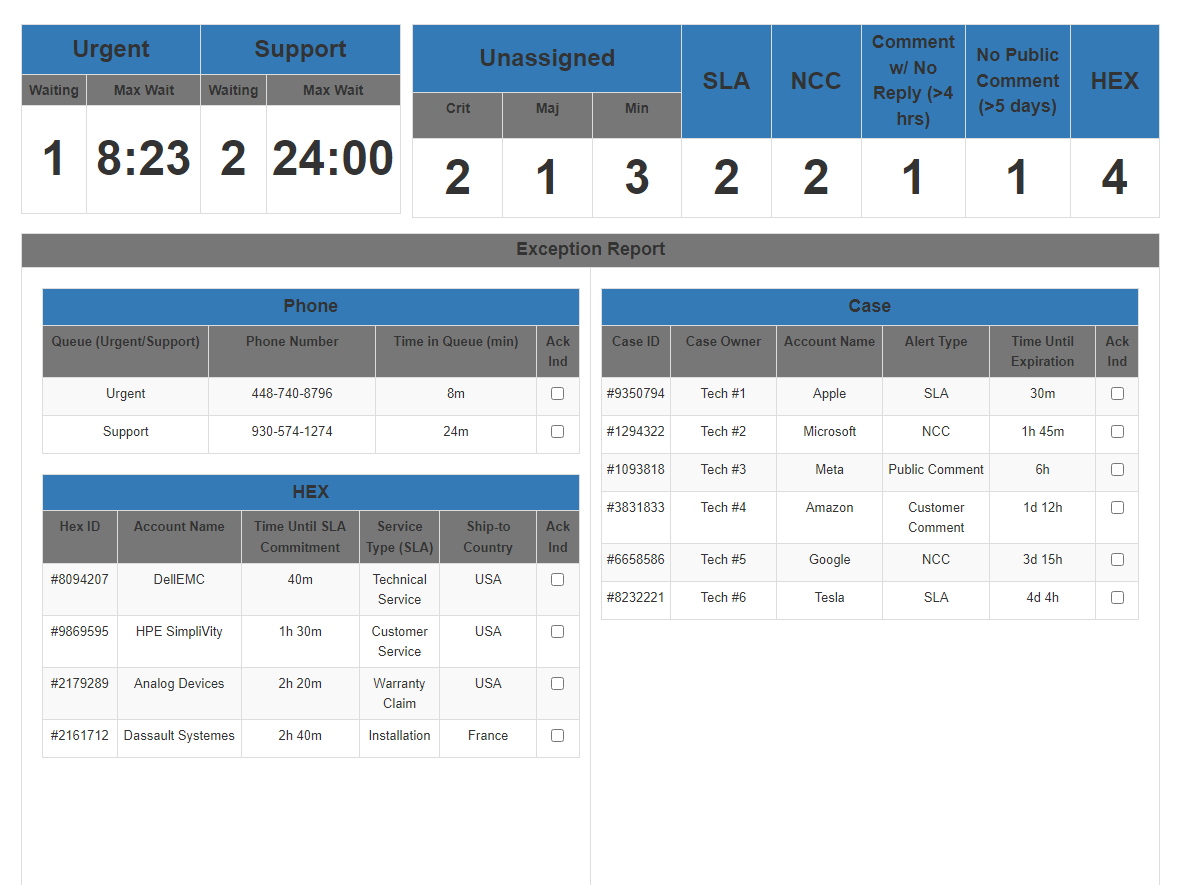 Urgent Support
Waiting Max Wait Waiting Max Wait
1 8:23 2 24:00
Unassigned SLA NCC Comment w/ No Reply (>4 hrs) No Public Comment (>5 days) HEX
Crit Maj Min
2 1 3 2 2 1 1 4
Exception Report
Phone
Queue (Urgent/Support) Phone Number Time in Queue (min) Ack Ind
Urgent 448-740-8796 8m
Support 930-574-1274 24m
HEX
Hex ID Account Name Time Until SLA Commitment Service Type (SLA) Ship-to Country Ack Ind
#8094207 DellEMC 40m Technical Service USA
#9869595 HPE SimpliVity 1h 30m Customer Service USA
#2179289 Analog Devices 2h 20m Warranty Claim USA
#2161712 Dassault Systemes 2h 40m Installation France
Case
Case ID Case Owner Account Name Alert Type Time Until Expiration Ack Ind
#9350794 Tech #1 Apple SLA 30m
#1294322 Tech #2 Microsoft NCC 1h 45m
#1093818 Tech #3 Meta Public Comment 6h
#3831833 Tech #4 Amazon Customer Comment 1d 12h
#6658586 Tech #5 Google NCC 3d 15h
#8232221 Tech #6 Tesla SLA 4d 4h